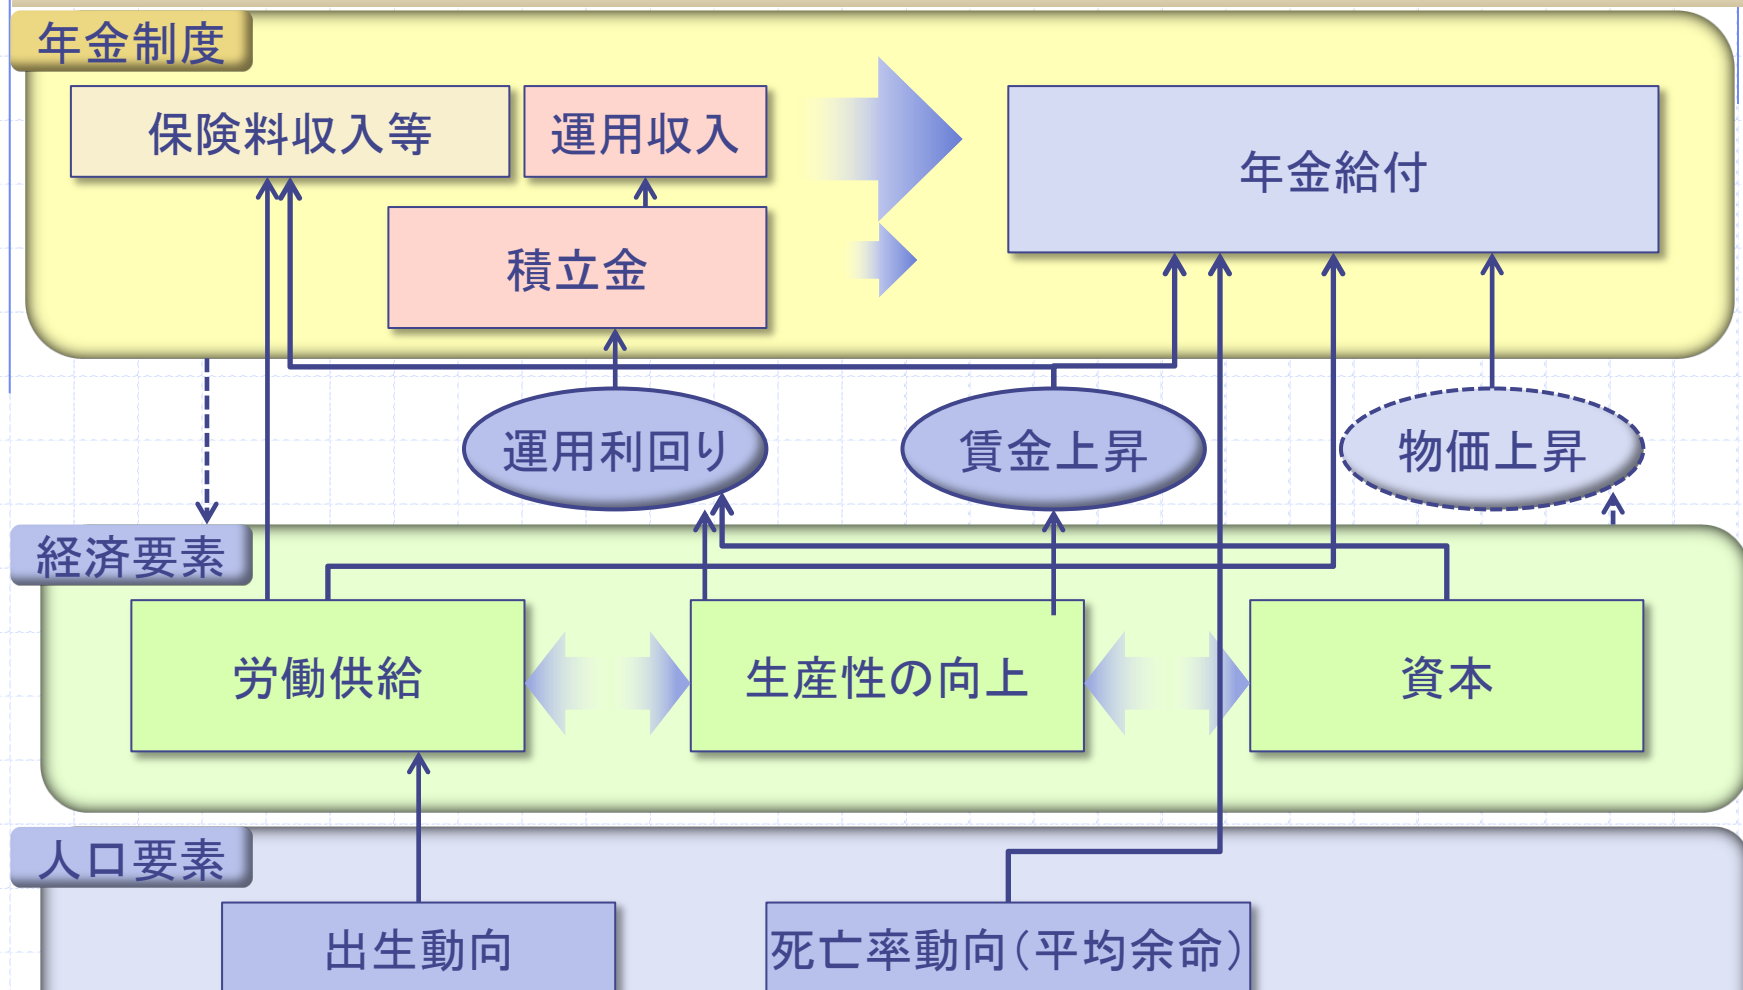 年金制度
保険料収入等
運用収入
年金給付
積立金
運用利回り
賃金上昇
物価上昇
経済要素
労働供給
生産性の向上
資本
人口要素
出生動向
死亡率動向(平均余命)